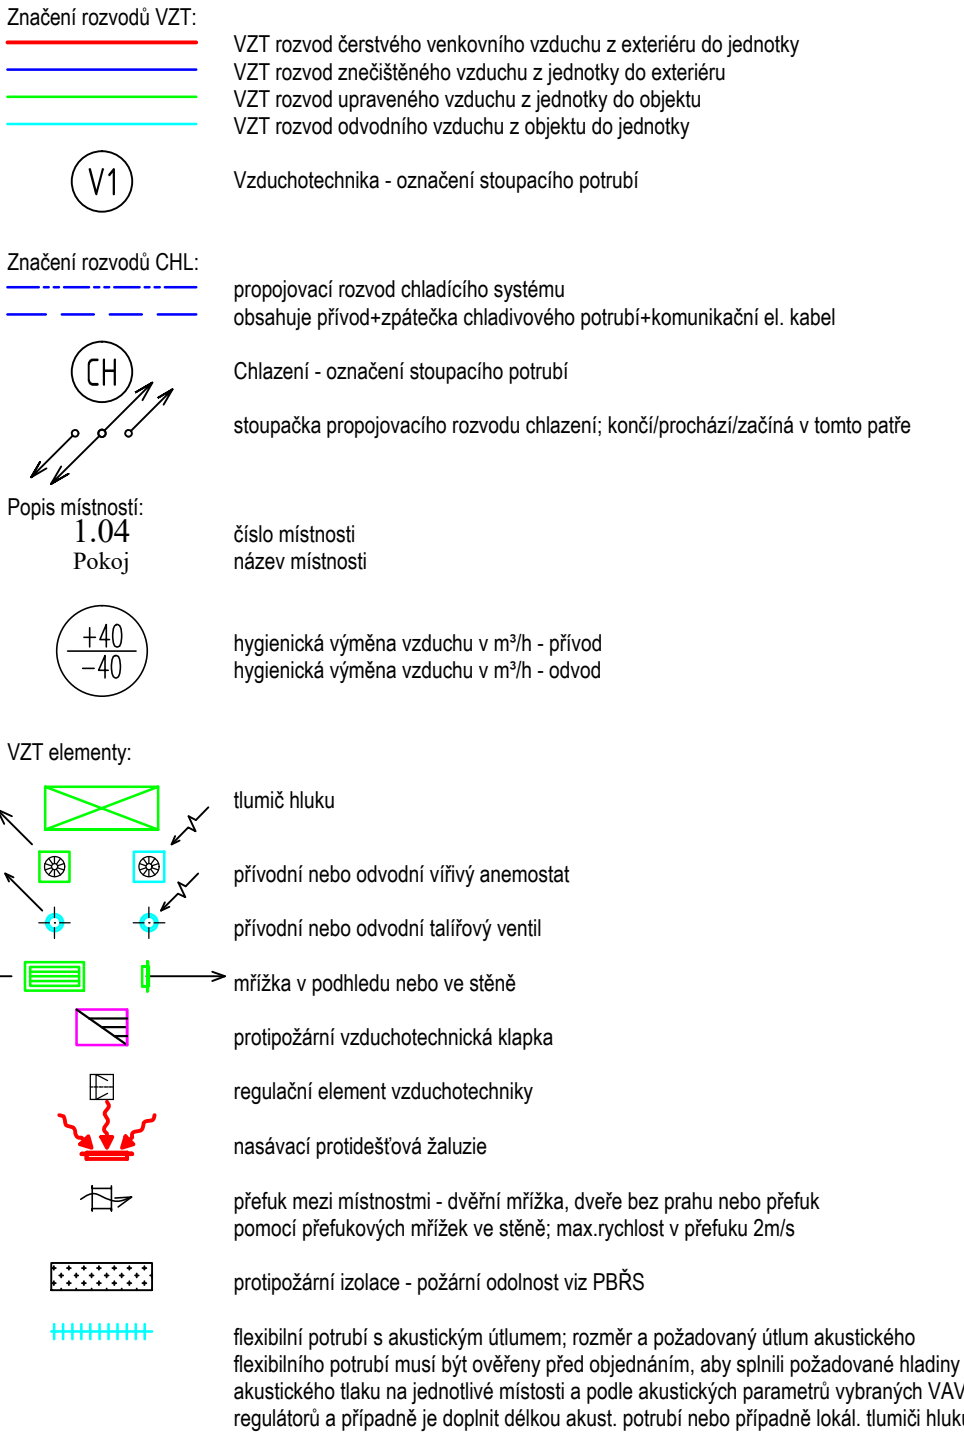 Značení rozvodů VZT:
VZT rozvod čerstvého venkovního vzduchu z exteriéru do jednotky
VZT rozvod znečištěného vzduchu z jednotky do exteriéru
VZT rozvod upraveného vzduchu z jednotky do objektu
VZT rozvod odvodního vzduchu z objektu do jednotky
V1
Vzduchotechnika - označení stoupacího potrubí
Značení rozvodů CHL:
propojovací rozvod chladícího systému
obsahuje přívod+zpátečka chladivového potrubí+komunikační el. kabel
CH
Chlazení - označení stoupacího potrubí
stoupačka propojovacího rozvodu chlazení; končí/prochází/začíná v tomto patře
Popis místností:
1.04
číslo místnosti
Pokoj
název místnosti
+40
-40
hygienická výměna vzduchu v m³/h - přívod
hygienická výměna vzduchu v m³/h - odvod
VZT elementy:
tlumič hluku
přívodní nebo odvodní vířivý anemostat
přívodní nebo odvodní talířový ventil
mřížka v podhledu nebo ve stěně
protipožární vzduchotechnická klapka
regulační element vzduchotechniky
nasávací protidešťová žaluzie
přefuk mezi místnostmi - dvěřní mřížka, dveře bez prahu nebo přefuk
pomocí přefukových mřížek ve stěně; max.rychlost v přefuku 2m/s
protipožární izolace - požární odolnost viz PBŘS
flexibilní potrubí s akustickým útlumem; rozměr a požadovaný útlum akustického
flexibilního potrubí musí být ověřeny před objednáním, aby splnili požadované hladiny
akustického tlaku na jednotlivé místosti a podle akustických parametrů vybraných VAV
regulátorů a případně je doplnit délkou akust. potrubí nebo případně lokál. tlumiči hluku